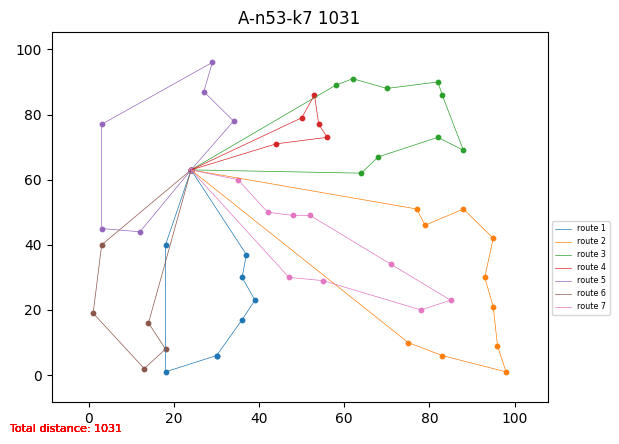 A-n53-k7 1031
100
80
60
40
20
0
0 20 40 60 80 100
route 1
route 2
route 3
route 4
route 5
route 6
route 7
Total distance: 1031